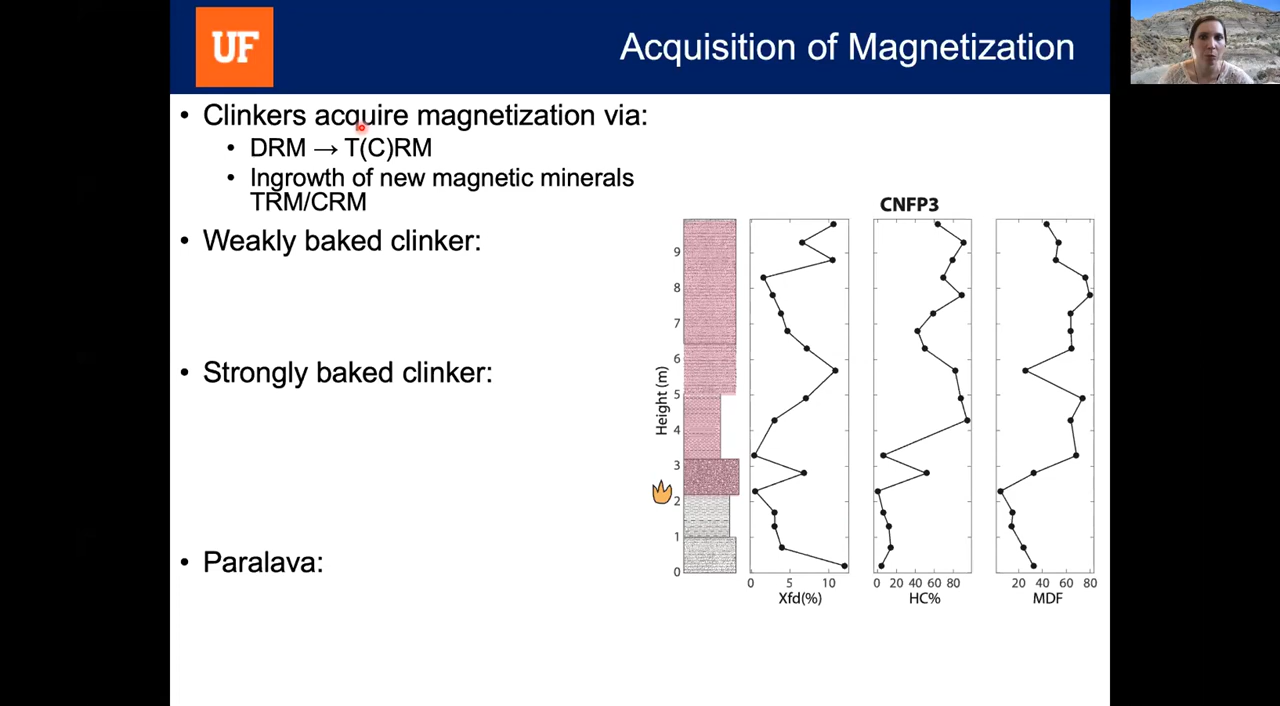 UF
Acquisition of Magnetization
• Clinkers acquire magnetization via:
• DRM → T(C)RM
• Ingrowth of new magnetic minerals
TRM/CRM
• Weakly baked clinker:
• Strongly baked clinker:
• Paralava:
CNFP3
Height (m)
9
8
7
6
5
4
3
2
1
0
0 5 10
Xfd(%)
0 20 40 60 80
HC%
20 40 60 80
MDF